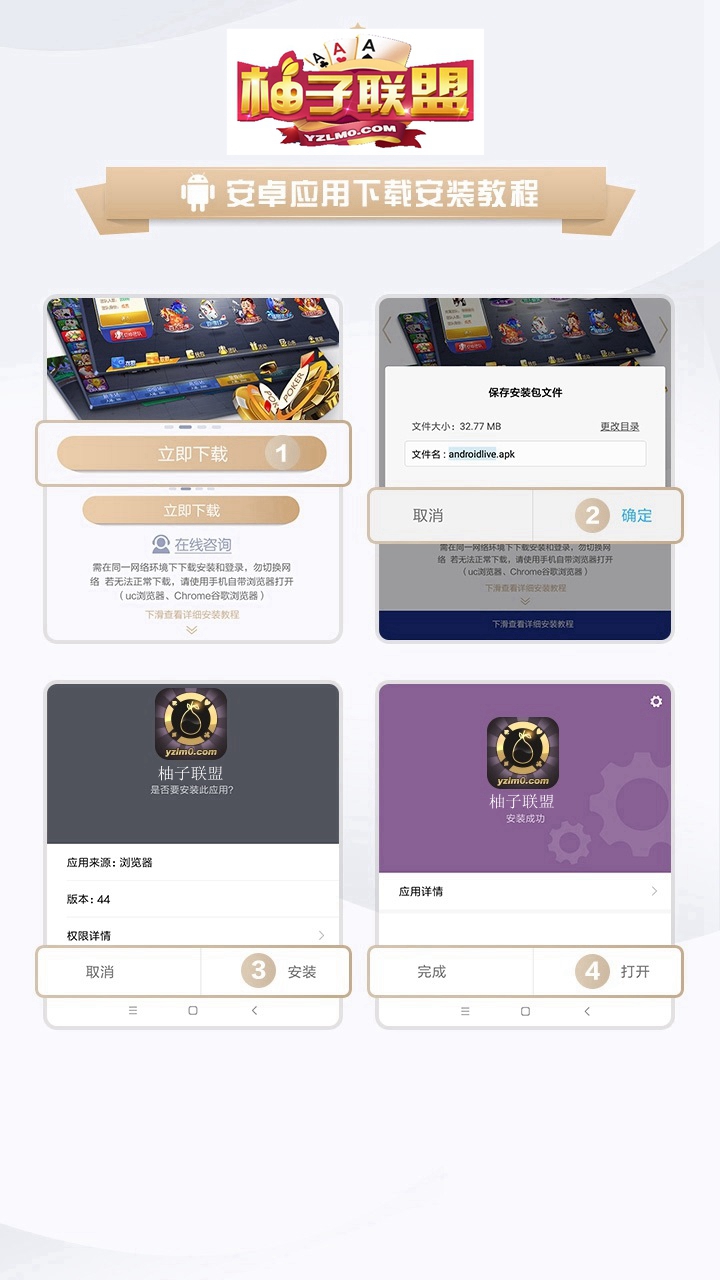 A A A
柚子联盟
YZLM0.COM
安卓应用下载安装教程
立即下载 1
立即下载
在线咨询
需在同一网络环境下下载安装和登录，勿切换网
络 若无法正常下载，请使用手机自带浏览器打开
（uc浏览器、Chrome谷歌浏览器）
下滑查看详细安装教程
保存安装包文件
文件大小：32.77 MB
更改目录
文件名：androidlive.apk
取消
2 确定
需在同一网络环境下下载安装和登录，勿切换网
络 若无法正常下载，请使用手机自带浏览器打开
（uc浏览器、Chrome谷歌浏览器）
下滑查看详细安装教程
下滑查看详细安装教程
yzlm0.com
柚子联盟
是否要安装此应用?
应用来源：浏览器
版本：44
权限详情
取消
3 安装
yzlm0.com
柚子联盟
安装成功
应用详情
完成
4 打开